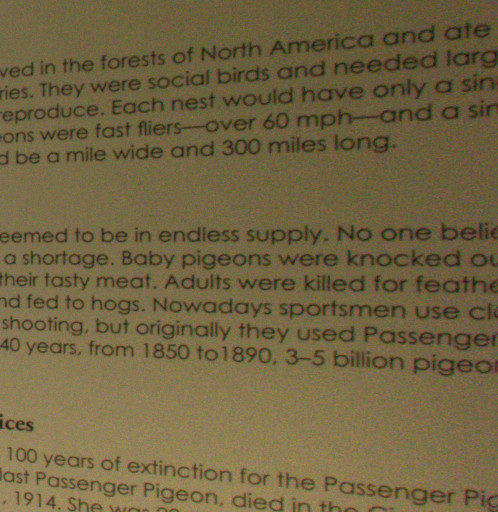 ved in the forests of North America and ate
ries. They were social birds and needed larg
reproduce. Each nest would have only a sin
eons were fast fliers—over 60 mph—and a sin
d be a mile wide and 300 miles long.
eemed to be in endless supply. No one belie
a shortage. Baby pigeons were knocked ou
their tasty meat. Adults were killed for feathe
nd fed to hogs. Nowadays sportsmen use cl
shooting, but originally they used Passenger
40 years, from 1850 to1890, 3–5 billion pigeon
ices
100 years of extinction for the Passenger Pig
last Passenger Pigeon, died in the
, 1914. She was